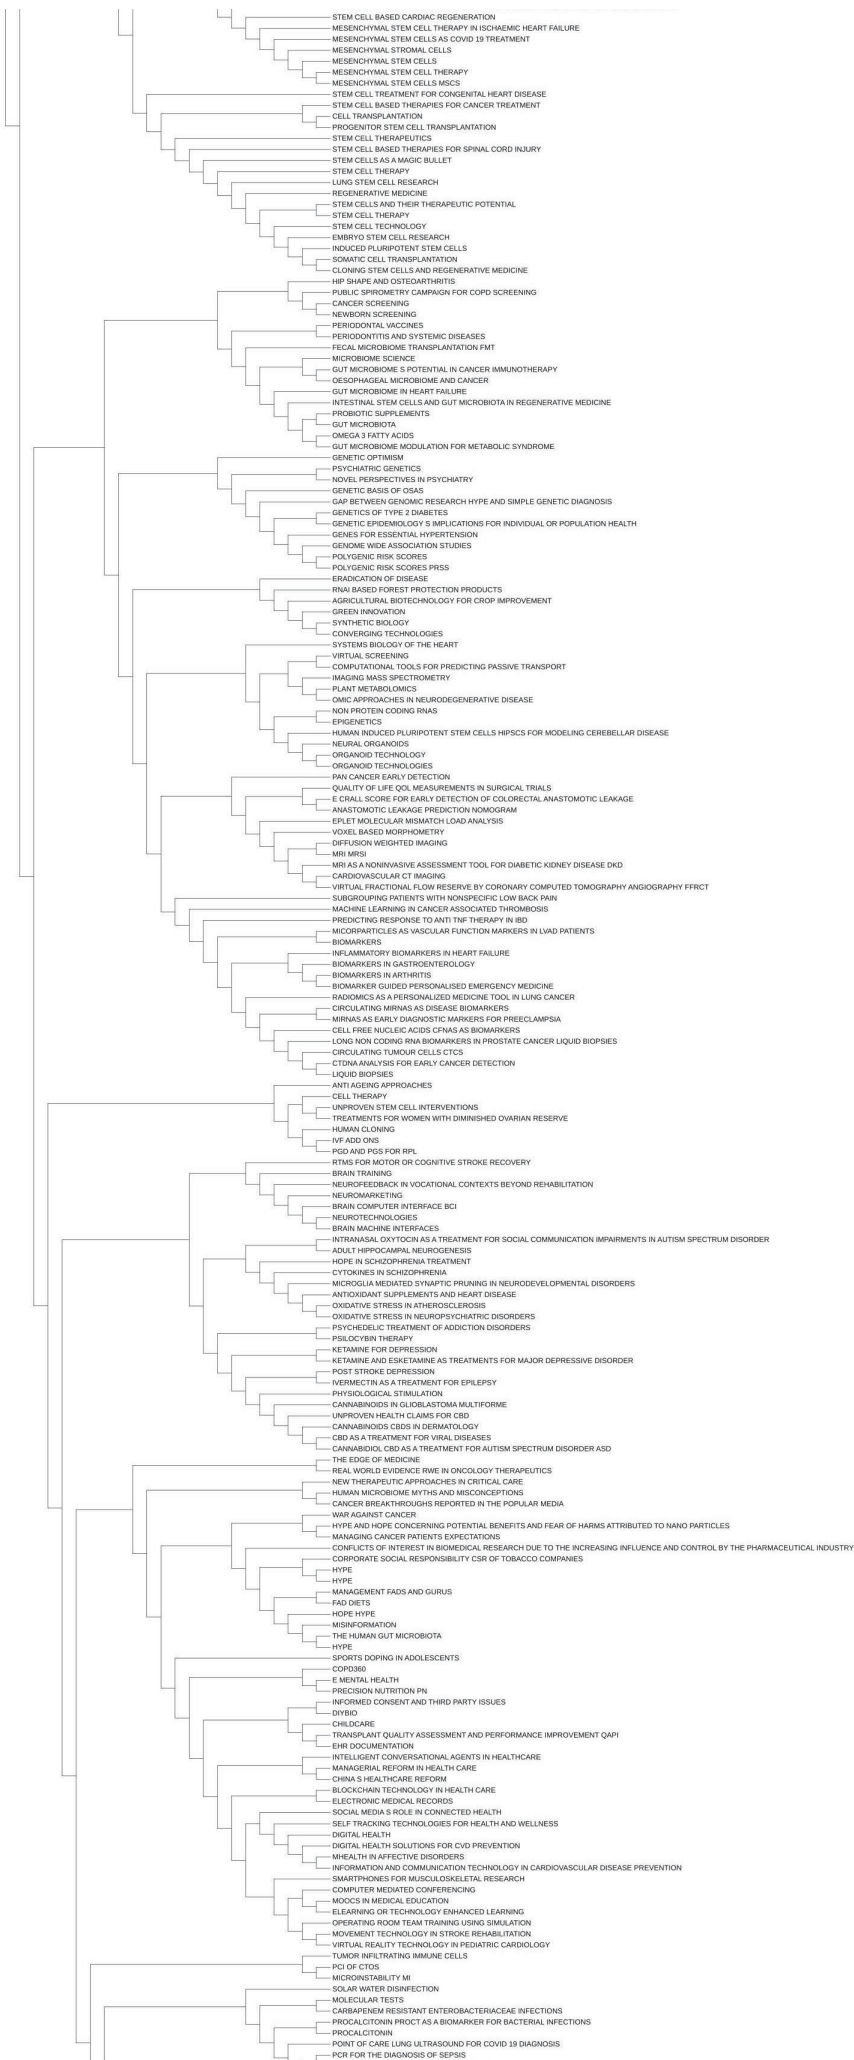 STEM CELL BASED CARDIAC REGENERATION
MESENCHYMAL STEM CELL THERAPY IN ISCHAEMIC HEART FAILURE
MESENCHYMAL STEM CELLS AS COVID 19 TREATMENT
MESENCHYMAL STROMAL CELLS
MESENCHYMAL STEM CELLS
MESENCHYMAL STEM CELL THERAPY
MESENCHYMAL STEM CELLS MSCS
STEM CELL TREATMENT FOR CONGENITAL HEART DISEASE
STEM CELL BASED THERAPIES FOR CANCER TREATMENT
CELL TRANSPLANTATION
PROGENITOR STEM CELL TRANSPLANTATION
STEM CELL THERAPEUTICS
STEM CELL BASED THERAPIES FOR SPINAL CORD INJURY
STEM CELLS AS A MAGIC BULLET
STEM CELL THERAPY
LUNG STEM CELL RESEARCH
REGENERATIVE MEDICINE
STEM CELLS AND THEIR THERAPEUTIC POTENTIAL
STEM CELL THERAPY
STEM CELL TECHNOLOGY
EMBRYO STEM CELL RESEARCH
INDUCED PLURIPOTENT STEM CELLS
SOMATIC CELL TRANSPLANTATION
CLONING STEM CELLS AND REGENERATIVE MEDICINE
HIP SHAPE AND OSTEOARTHRITIS
PUBLIC SPIROMETRY CAMPAIGN FOR COPD SCREENING
CANCER SCREENING
NEWBORN SCREENING
PERIODONTAL VACCINES
PERIODONTITIS AND SYSTEMIC DISEASES
FECAL MICROBIOME TRANSPLANTATION FMT
MICROBIOME SCIENCE
GUT MICROBIOME S POTENTIAL IN CANCER IMMUNOTHERAPY
OESOPHAGEAL MICROBIOME AND CANCER
GUT MICROBIOME IN HEART FAILURE
INTESTINAL STEM CELLS AND GUT MICROBIOTA IN REGENERATIVE MEDICINE
PROBIOTIC SUPPLEMENTS
GUT MICROBIOTA
OMEGA 3 FATTY ACIDS
GUT MICROBIOME MODULATION FOR METABOLIC SYNDROME
GENETIC OPTIMISM
PSYCHIATRIC GENETICS
NOVEL PERSPECTIVES IN PSYCHIATRY
GENETIC BASIS OF OSAS
GAP BETWEEN GENOMIC RESEARCH HYPE AND SIMPLE GENETIC DIAGNOSIS
GENETICS OF TYPE 2 DIABETES
GENETIC EPIDEMIOLOGY S IMPLICATIONS FOR INDIVIDUAL OR POPULATION HEALTH
GENES FOR ESSENTIAL HYPERTENSION
GENOME WIDE ASSOCIATION STUDIES
POLYGENIC RISK SCORES
POLYGENIC RISK SCORES PRSS
ERADICATION OF DISEASE
RNAI BASED FOREST PROTECTION PRODUCTS
AGRICULTURAL BIOTECHNOLOGY FOR CROP IMPROVEMENT
GREEN INNOVATION
SYNTHETIC BIOLOGY
CONVERGING TECHNOLOGIES
SYSTEMS BIOLOGY OF THE HEART
VIRTUAL SCREENING
COMPUTATIONAL TOOLS FOR PREDICTING PASSIVE TRANSPORT
IMAGING MASS SPECTROMETRY
PLANT METABOLOMICS
OMIC APPROACHES IN NEURODEGENERATIVE DISEASE
NON PROTEIN CODING RNAS
EPIGENETICS
HUMAN INDUCED PLURIPOTENT STEM CELLS HIPSCS FOR MODELING CEREBELLAR DISEASE
NEURAL ORGANOIDS
ORGANOID TECHNOLOGY
ORGANOID TECHNOLOGIES
PAN CANCER EARLY DETECTION
QUALITY OF LIFE QOL MEASUREMENTS IN SURGICAL TRIALS
E CRALL SCORE FOR EARLY DETECTION OF COLORECTAL ANASTOMOTIC LEAKAGE
ANASTOMOTIC LEAKAGE PREDICTION NOMOGRAM
EPLET MOLECULAR MISMATCH LOAD ANALYSIS
VOXEL BASED MORPHOMETRY
DIFFUSION WEIGHTED IMAGING
MRI MRSI
MRI AS A NONINVASIVE ASSESSMENT TOOL FOR DIABETIC KIDNEY DISEASE DKD
CARDIOVASCULAR CT IMAGING
VIRTUAL FRACTIONAL FLOW RESERVE BY CORONARY COMPUTED TOMOGRAPHY ANGIOGRAPHY FFRCT
SUBGROUPING PATIENTS WITH NONSPECIFIC LOW BACK PAIN
MACHINE LEARNING IN CANCER ASSOCIATED THROMBOSIS
PREDICTING RESPONSE TO ANTI TNF THERAPY IN IBD
MICORPARTICLES AS VASCULAR FUNCTION MARKERS IN LVAD PATIENTS
BIOMARKERS
INFLAMMATORY BIOMARKERS IN HEART FAILURE
BIOMARKERS IN GASTROENTEROLOGY
BIOMARKERS IN ARTHRITIS
BIOMARKER GUIDED PERSONALISED EMERGENCY MEDICINE
RADIOMICS AS A PERSONALIZED MEDICINE TOOL IN LUNG CANCER
CIRCULATING MIRNAS AS DISEASE BIOMARKERS
MIRNAS AS EARLY DIAGNOSTIC MARKERS FOR PREECLAMPSIA
CELL FREE NUCLEIC ACIDS CFNAS AS BIOMARKERS
LONG NON CODING RNA BIOMARKERS IN PROSTATE CANCER LIQUID BIOPSIES
CIRCULATING TUMOUR CELLS CTCS
CTDNA ANALYSIS FOR EARLY CANCER DETECTION
LIQUID BIOPSIES
ANTI AGEING APPROACHES
CELL THERAPY
UNPROVEN STEM CELL INTERVENTIONS
TREATMENTS FOR WOMEN WITH DIMINISHED OVARIAN RESERVE
HUMAN CLONING
IVF ADD ONS
PGD AND PGS FOR RPL
RTMS FOR MOTOR OR COGNITIVE STROKE RECOVERY
BRAIN TRAINING
NEUROFEEDBACK IN VOCATIONAL CONTEXTS BEYOND REHABILITATION
NEUROMARKETING
BRAIN COMPUTER INTERFACE BCI
NEUROTECHNOLOGIES
BRAIN MACHINE INTERFACES
INTRANASAL OXYTOCIN AS A TREATMENT FOR SOCIAL COMMUNICATION IMPAIRMENTS IN AUTISM SPECTRUM DISORDER
ADULT HIPPOCAMPAL NEUROGENESIS
HOPE IN SCHIZOPHRENIA TREATMENT
CYTOKINES IN SCHIZOPHRENIA
MICROGLIA MEDIATED SYNAPTIC PRUNING IN NEURODEVELOPMENTAL DISORDERS
ANTIOXIDANT SUPPLEMENTS AND HEART DISEASE
OXIDATIVE STRESS IN ATHEROSCLEROSIS
OXIDATIVE STRESS IN NEUROPSYCHIATRIC DISORDERS
PSYCHEDELIC TREATMENT OF ADDICTION DISORDERS
PSILOCYBIN THERAPY
KETAMINE FOR DEPRESSION
KETAMINE AND ESKETAMINE AS TREATMENTS FOR MAJOR DEPRESSIVE DISORDER
POST STROKE DEPRESSION
IVERMECTIN AS A TREATMENT FOR EPILEPSY
PHYSIOLOGICAL STIMULATION
CANNABINOIDS IN GLIOBLASTOMA MULTIFORME
UNPROVEN HEALTH CLAIMS FOR CBD
CANNABINOIDS CBDS IN DERMATOLOGY
CBD AS A TREATMENT FOR VIRAL DISEASES
CANNABIDIOL CBD AS A TREATMENT FOR AUTISM SPECTRUM DISORDER ASD
THE EDGE OF MEDICINE
REAL WORLD EVIDENCE RWE IN ONCOLOGY THERAPEUTICS
NEW THERAPEUTIC APPROACHES IN CRITICAL CARE
HUMAN MICROBIOME MYTHS AND MISCONCEPTIONS
CANCER BREAKTHROUGHS REPORTED IN THE POPULAR MEDIA
WAR AGAINST CANCER
HYPE AND HOPE CONCERNING POTENTIAL BENEFITS AND FEAR OF HARMS ATTRIBUTED TO NANO PARTICLES
MANAGING CANCER PATIENTS EXPECTATIONS
CONFLICTS OF INTEREST IN BIOMEDICAL RESEARCH DUE TO THE INCREASING INFLUENCE AND CONTROL BY THE PHARMACEUTICAL INDUSTRY
CORPORATE SOCIAL RESPONSIBILITY CSR OF TOBACCO COMPANIES
HYPE
HYPE
MANAGEMENT FADS AND GURUS
FAD DIETS
HOPE HYPE
MISINFORMATION
THE HUMAN GUT MICROBIOTA
HYPE
SPORTS DOPING IN ADOLESCENTS
COPD360
E MENTAL HEALTH
PRECISION NUTRITION PN
INFORMED CONSENT AND THIRD PARTY ISSUES
DIYBIO
CHILDCARE
TRANSPLANT QUALITY ASSESSMENT AND PERFORMANCE IMPROVEMENT QAPI
EHR DOCUMENTATION
INTELLIGENT CONVERSATIONAL AGENTS IN HEALTHCARE
MANAGERIAL REFORM IN HEALTH CARE
CHINA S HEALTHCARE REFORM
BLOCKCHAIN TECHNOLOGY IN HEALTH CARE
ELECTRONIC MEDICAL RECORDS
SOCIAL MEDIA S ROLE IN CONNECTED HEALTH
SELF TRACKING TECHNOLOGIES FOR HEALTH AND WELLNESS
DIGITAL HEALTH
DIGITAL HEALTH SOLUTIONS FOR CVD PREVENTION
MHEALTH IN AFFECTIVE DISORDERS
INFORMATION AND COMMUNICATION TECHNOLOGY IN CARDIOVASCULAR DISEASE PREVENTION
SMARTPHONES FOR MUSCULOSKELETAL RESEARCH
COMPUTER MEDIATED CONFERENCING
MOOCS IN MEDICAL EDUCATION
ELEARNING OR TECHNOLOGY ENHANCED LEARNING
OPERATING ROOM TEAM TRAINING USING SIMULATION
MOVEMENT TECHNOLOGY IN STROKE REHABILITATION
VIRTUAL REALITY TECHNOLOGY IN PEDIATRIC CARDIOLOGY
TUMOR INFILTRATING IMMUNE CELLS
PCI OF CTOS
MICROINSTABILITY MI
SOLAR WATER DISINFECTION
MOLECULAR TESTS
CARBAPENEM RESISTANT ENTEROBACTERIACEAE INFECTIONS
PROCALCITONIN PROCT AS A BIOMARKER FOR BACTERIAL INFECTIONS
PROCALCITONIN
POINT OF CARE LUNG ULTRASOUND FOR COVID 19 DIAGNOSIS
PCR FOR THE DIAGNOSIS OF SEPSIS